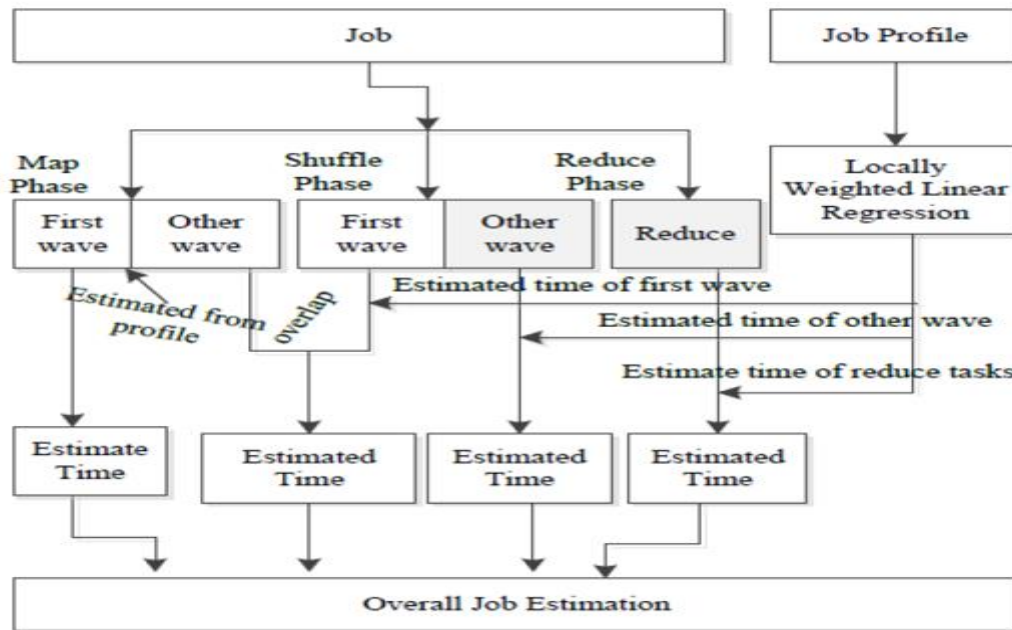 Job
Job Profile
Map
Phase
Shuffle
Phase
Reduce
Phase
Locally
Weighted Linear
Regression
First
wave
Other
wave
First
wave
Other
wave
Reduce
Estimated from
profile
overlap
Estimated time of first wave
Estimated time of other wave
Estimate time of reduce tasks
Estimate
Time
Estimated
Time
Estimated
Time
Estimated
Time
Overall Job Estimation